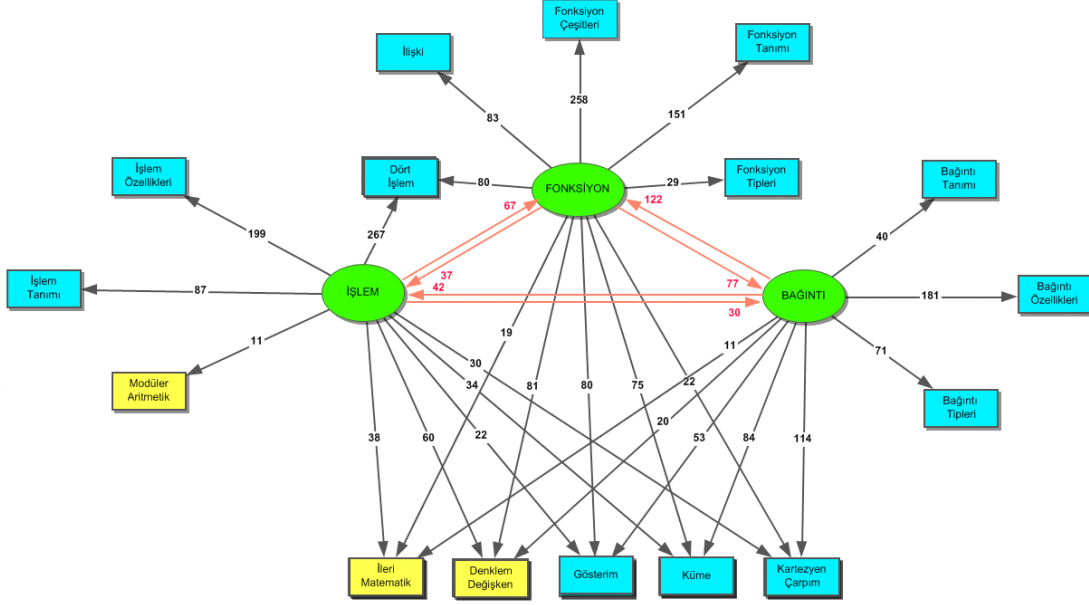 Fonksiyon
Çeşitleri
Fonksiyon
Tanımı
İlişki
258
151
83
İşlem
Özellikleri
Dört
İşlem
80
FONKSİYON
29
Fonksiyon
Tipleri
Bağıntı
Tanımı
67
122
199
267
40
İşlem
Tanımı
87
İŞLEM
37
42
77
30
BAĞINTI
181
Bağıntı
Özellikleri
11
19
11
71
30
34
81
80
75
22
Modüler
Aritmetik
Bağıntı
Tipleri
38
60
22
20
53
84
114
İleri
Matematik
Denklem
Değişken
Gösterim
Küme
Kartezyen
Çarpım